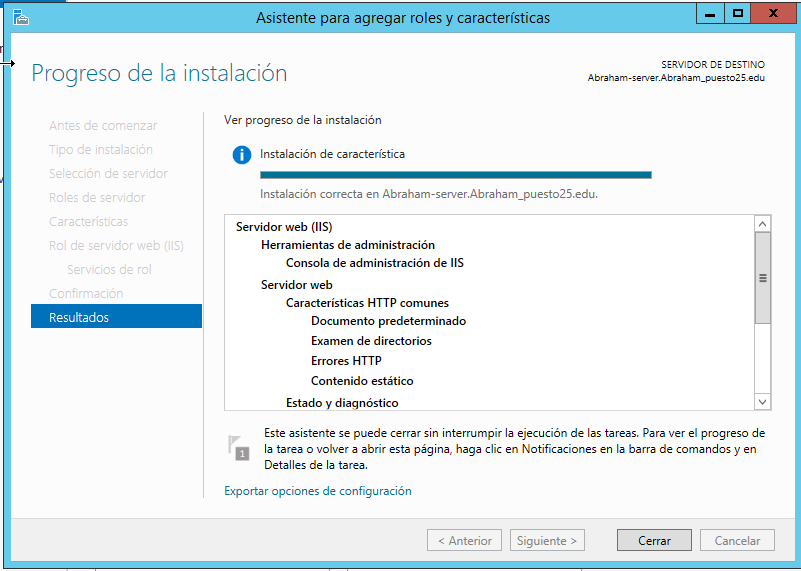 Asistente para agregar roles y características
Progreso de la instalación
SERVIDOR DE DESTINO
Abraham-server.Abraham_puesto25.edu
Antes de comenzar
Tipo de instalación
Selección de servidor
Roles de servidor
Características
Rol de servidor web (IIS)
Servicios de rol
Confirmación
Resultados
Ver progreso de la instalación
Instalación de característica
Instalación correcta en Abraham-server.Abraham_puesto25.edu.
Servidor web (IIS)
Herramientas de administración
Consola de administración de IIS
Servidor web
Características HTTP comunes
Documento predeterminado
Examen de directorios
Errores HTTP
Contenido estático
Estado y diagnóstico
1
Este asistente se puede cerrar sin interrumpir la ejecución de las tareas. Para ver el progreso de
la tarea o volver a abrir esta página, haga clic en Notificaciones en la barra de comandos y en
Detalles de la tarea.
Exportar opciones de configuración
< Anterior
Siguiente >
Cerrar
Cancelar